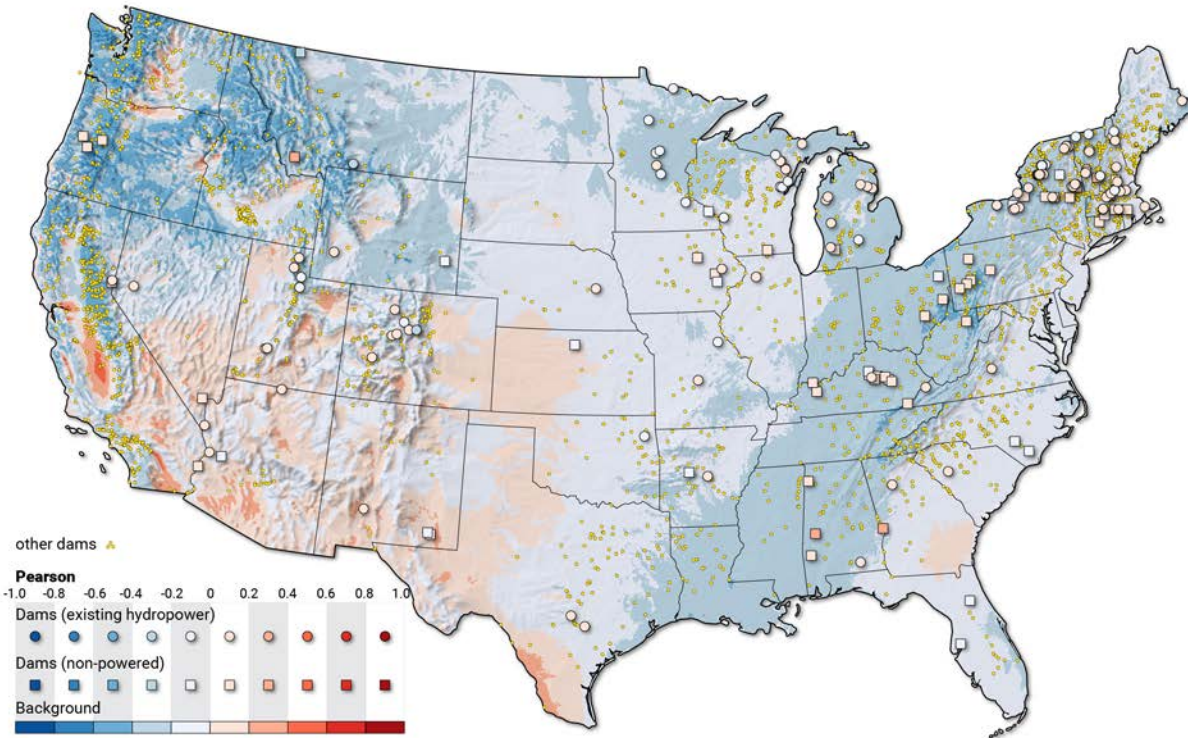 other dams
Pearson
-1.0 -0.8 -0.6 -0.4 -0.2 0 0.2 0.4 0.6 0.8 1.0
Dams (existing hydropower)
Dams (non-powered)
Background